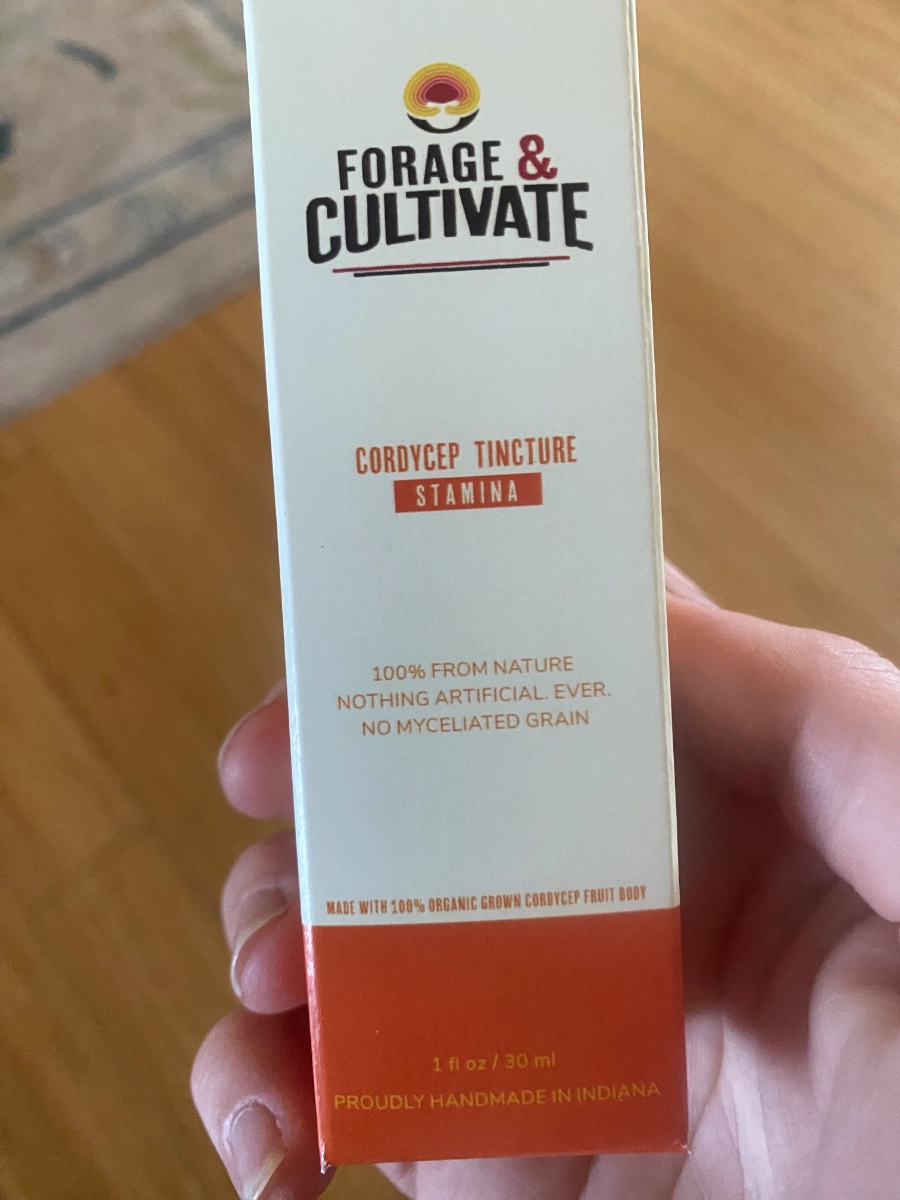 FORAGE &
CULTIVATE
CORDYCEP TINCTURE
STAMINA
100% FROM NATURE
NOTHING ARTIFICIAL. EVER.
NO MYCELIATED GRAIN
MADE WITH 100% ORGANIC GROWN CORDYCEP FRUIT BODY
1 fl oz / 30 ml
PROUDLY HANDMADE IN INDIANA